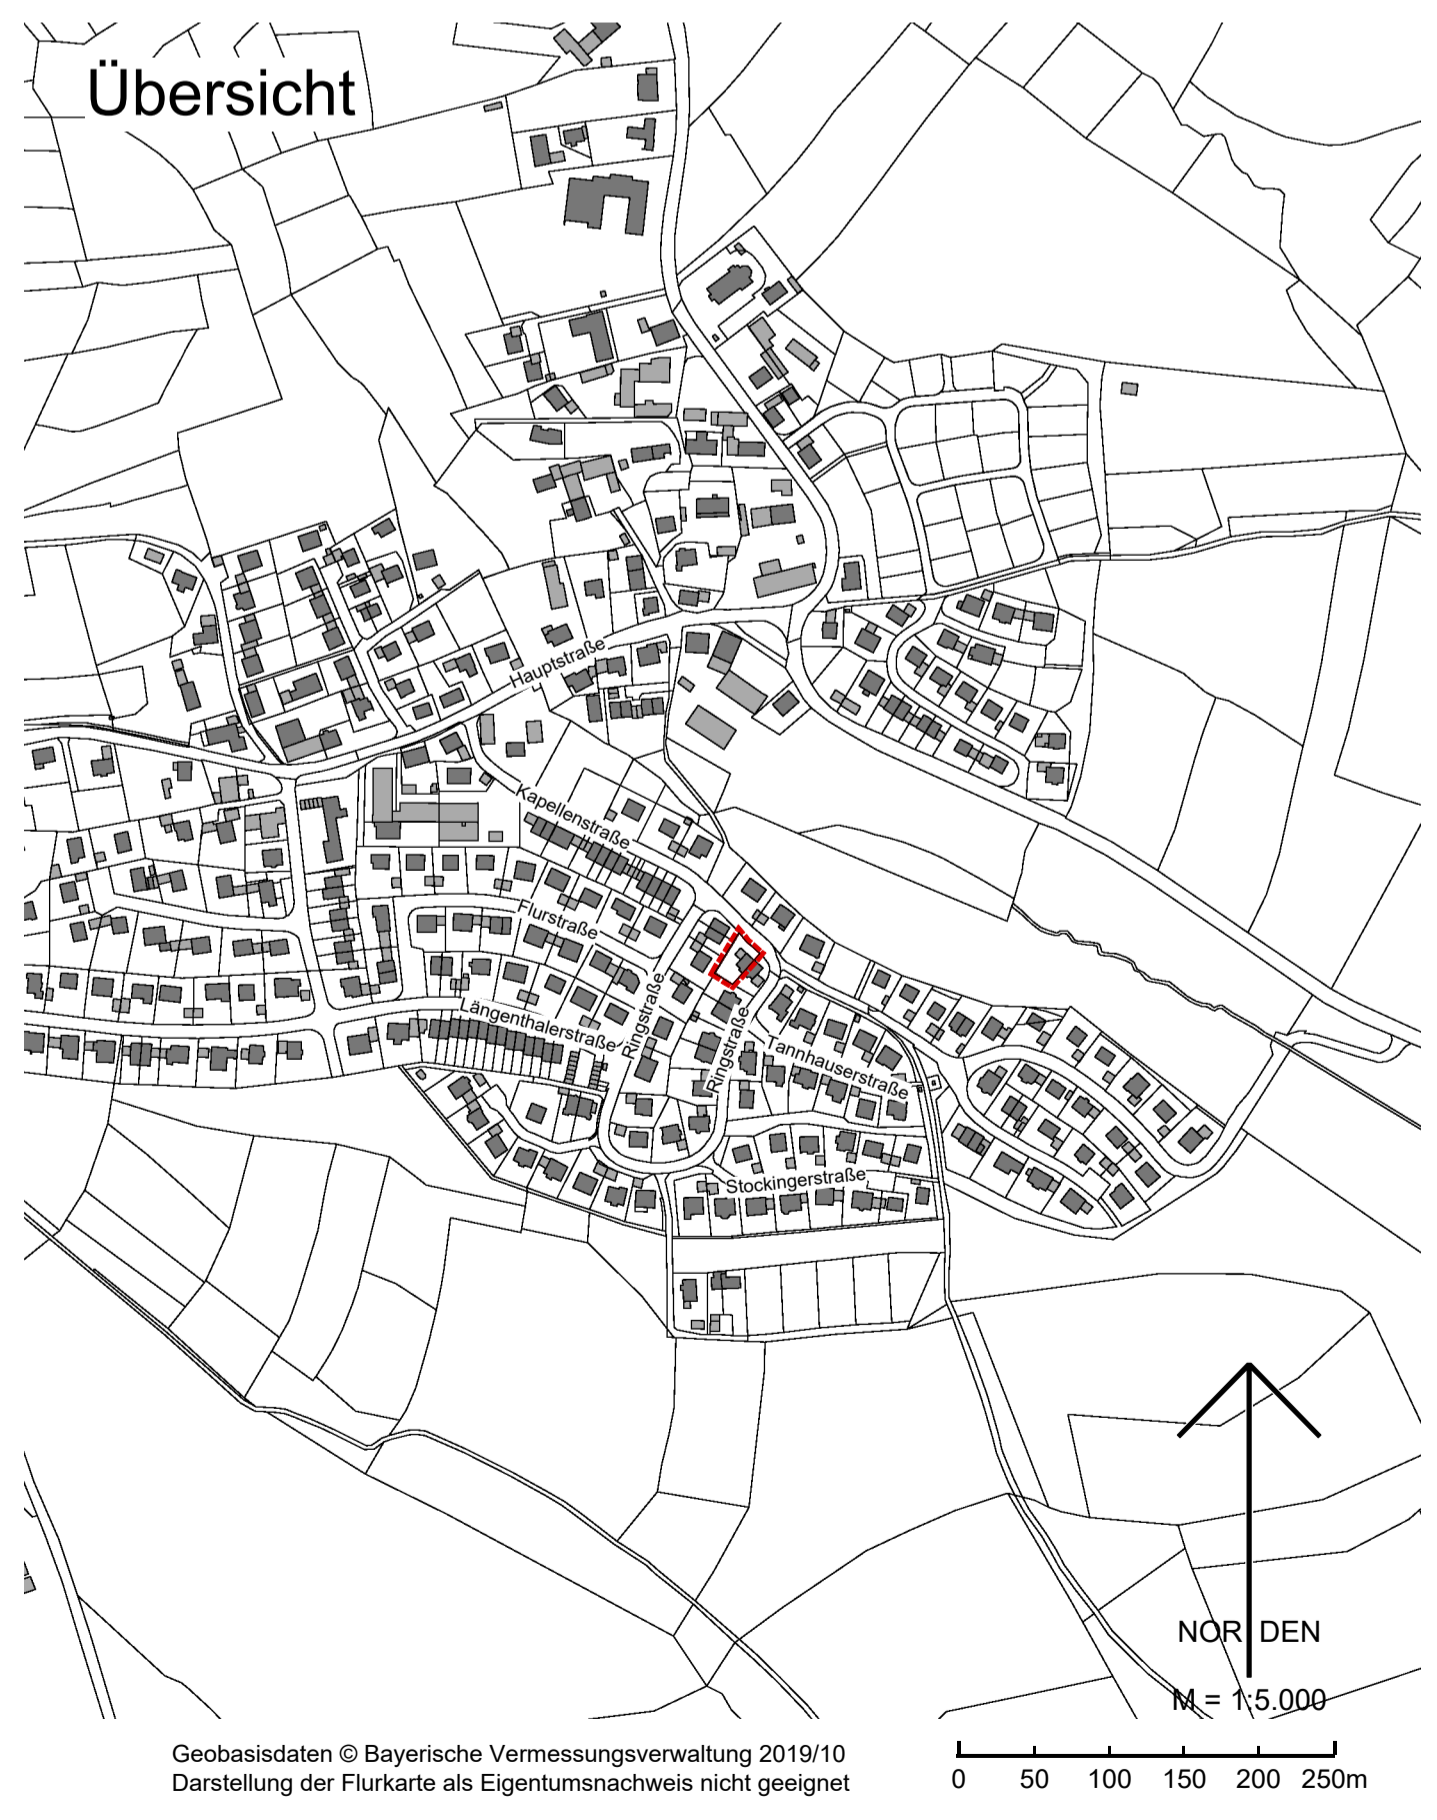 Übersicht
Hauptstraße
Kapellenstraße
Flurstraße
Längenthalerstraße
Ringstraße
Ringstraße
Tannhauserstraße
Stockingerstraße
NORDEN
M = 1:5.000
Geobasisdaten © Bayerische Vermessungsverwaltung 2019/10
Darstellung der Flurkarte als Eigentumsnachweis nicht geeignet
0 50 100 150 200 250m